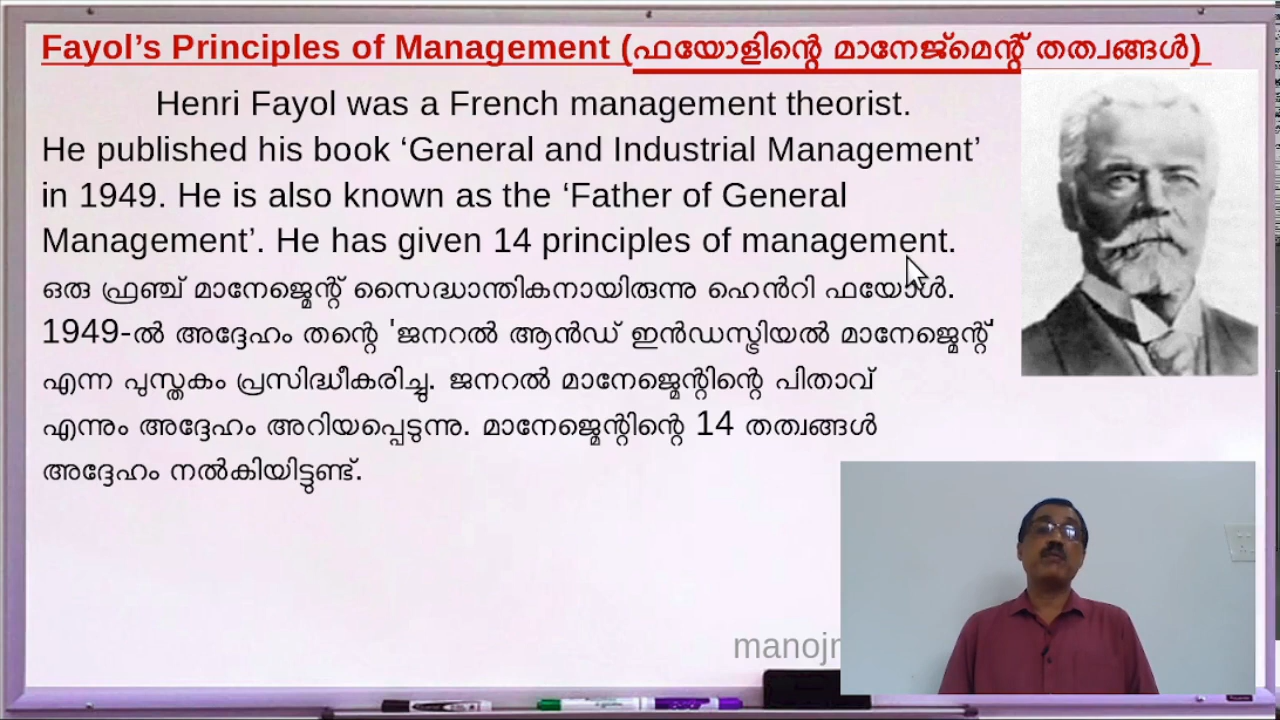 Fayol’s Principles of Management (ഫയോളിന്റെ മാനേജ്മെന്റ് തത്വങ്ങൾ)
Henri Fayol was a French management theorist.
He published his book ‘General and Industrial Management’
in 1949. He is also known as the ‘Father of General
Management’. He has given 14 principles of management.
ഒരു ഫ്രഞ്ച് മാനേജ്മെന്റ് സൈദ്ധാന്തികനായിരുന്നു ഹെൻറി ഫയോൾ.
1949-ൽ അദ്ദേഹം തന്റെ 'ജനറൽ ആൻഡ് ഇൻഡസ്ട്രിയൽ മാനേജ്മെന്റ്'
എന്ന പുസ്തകം പ്രസിദ്ധീകരിച്ചു. ജനറൽ മാനേജ്മെന്റിന്റെ പിതാവ്
എന്നും അദ്ദേഹം അറിയപ്പെടുന്നു. മാനേജ്മെന്റിന്റെ 14 തത്വങ്ങൾ
അദ്ദേഹം നൽകിയിട്ടുണ്ട്.